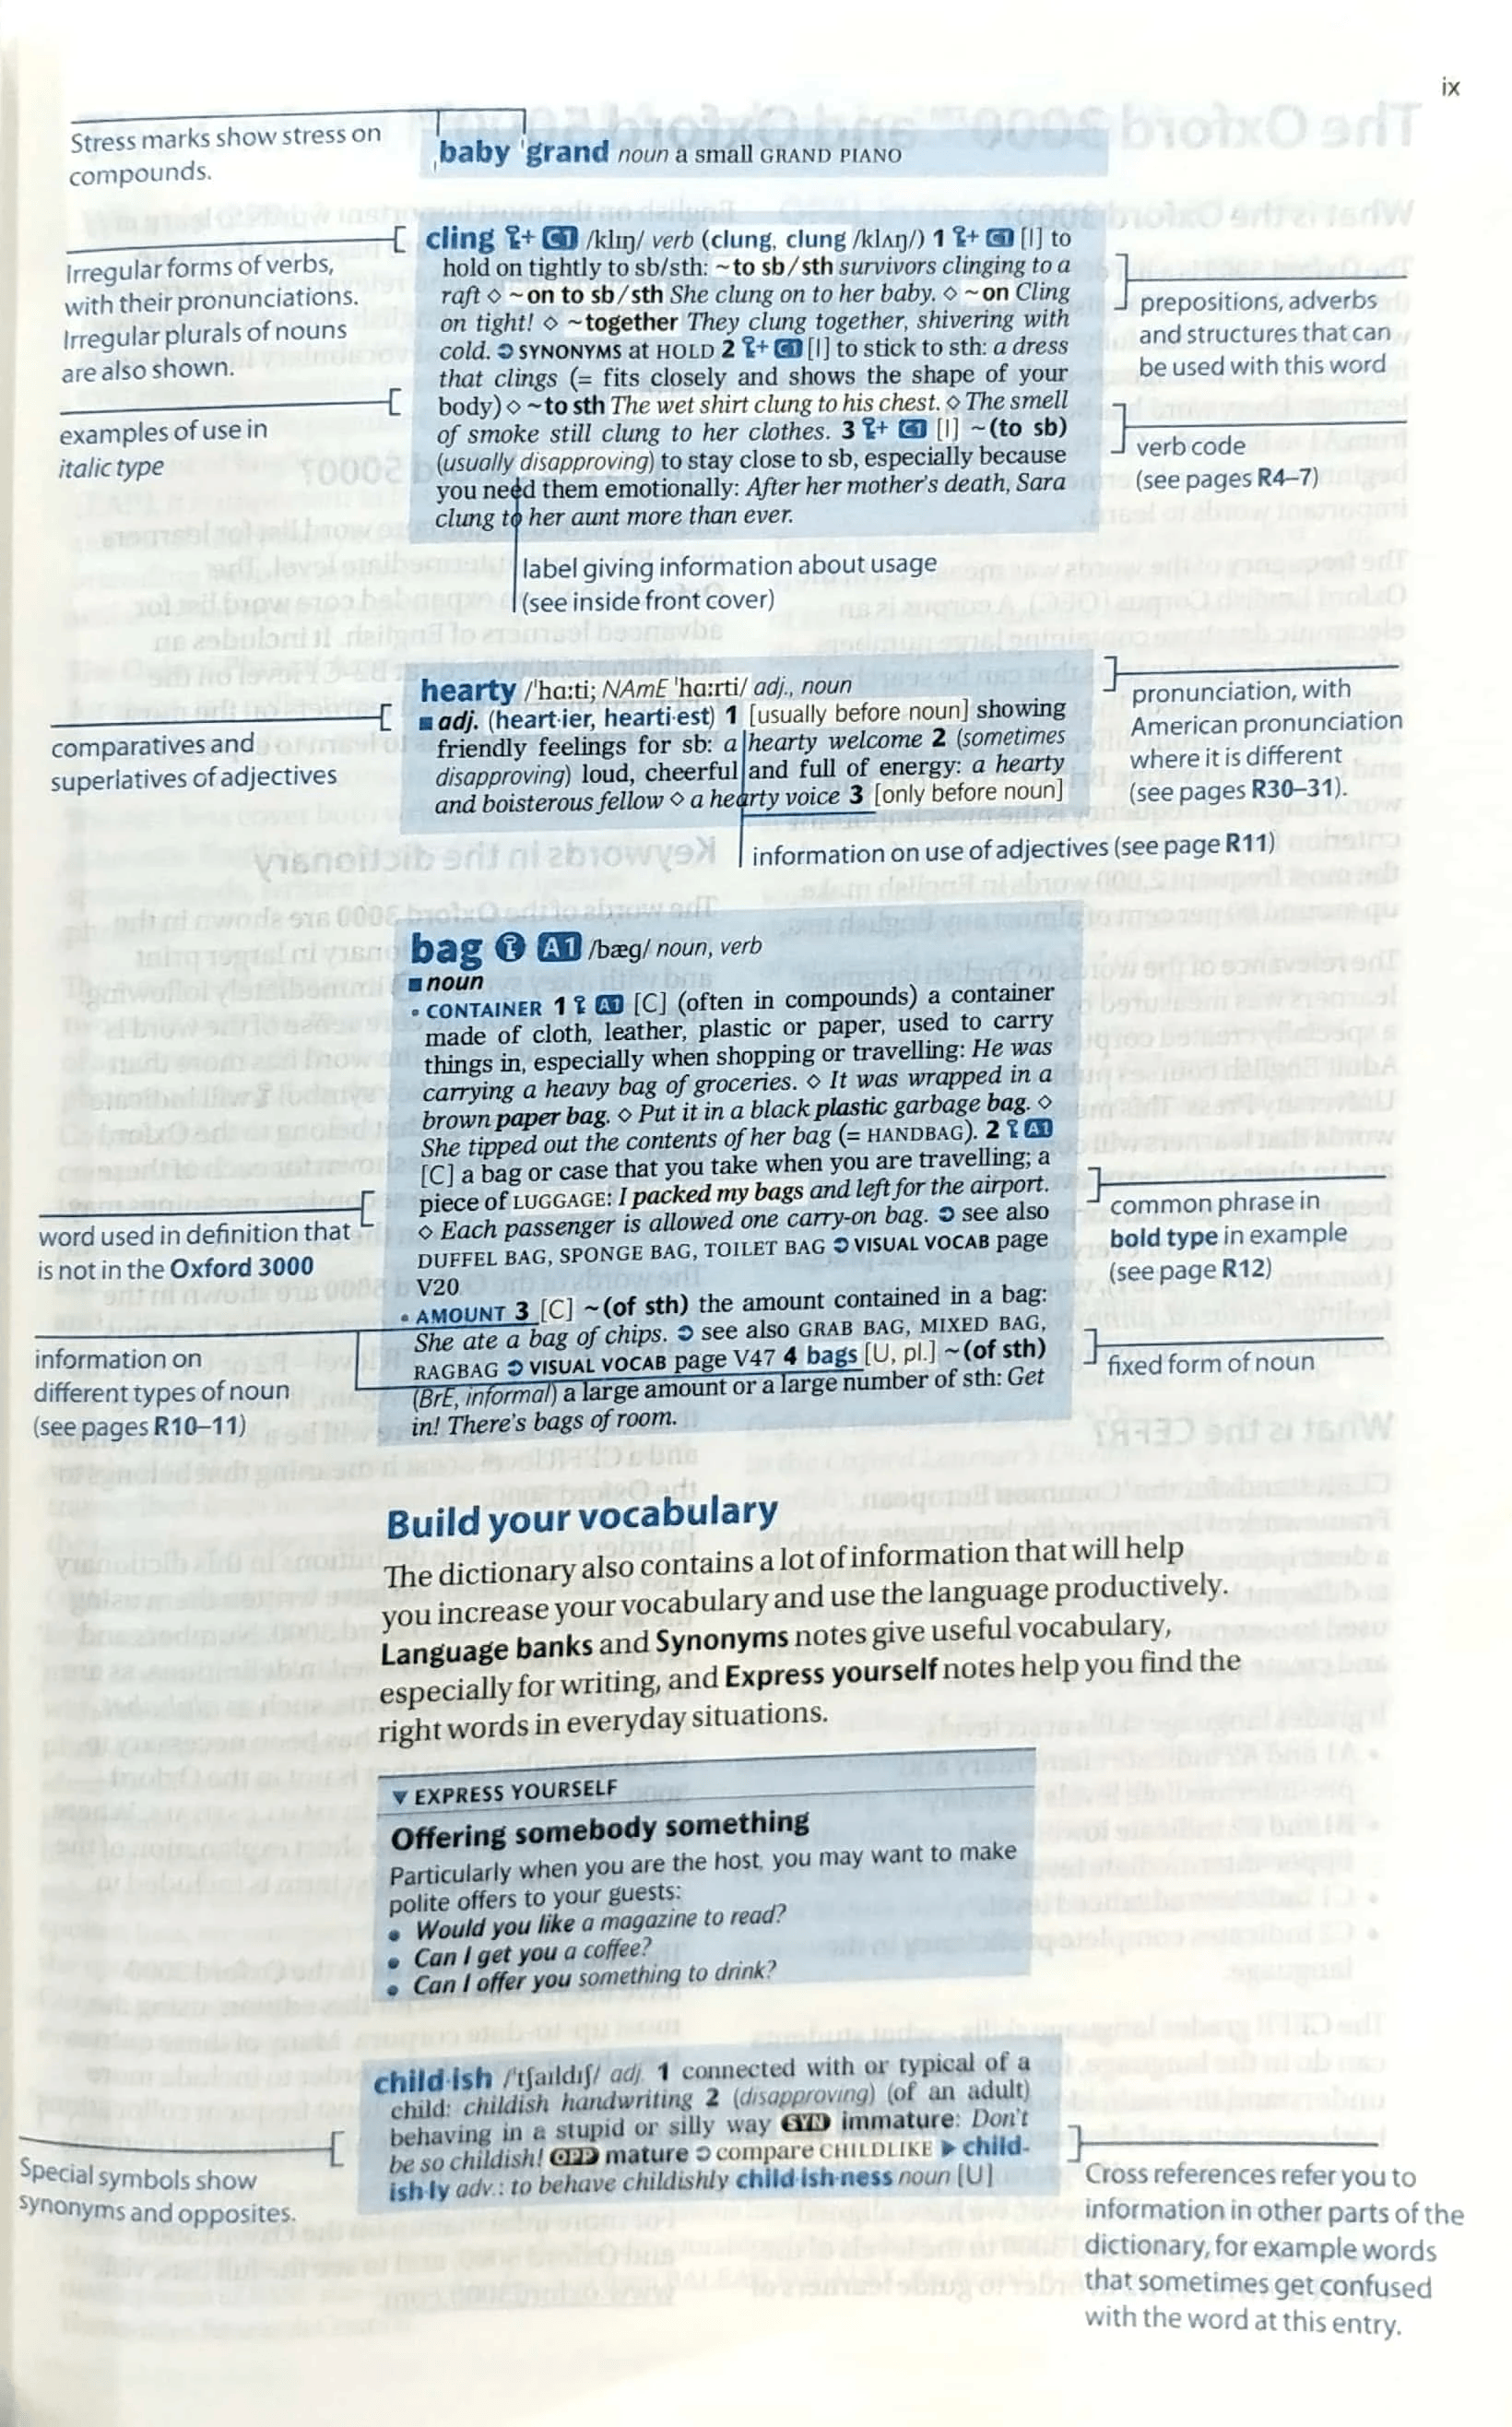 ix
Stress marks show stress on
compounds.
ˌbaby ˈgrand noun a small GRAND PIANO
Irregular forms of verbs,
with their pronunciations.
Irregular plurals of nouns
are also shown.
examples of use in
italic type
cling + C1 /klɪŋ/ verb (clung, clung /klʌŋ/) 1 + C1 [I] to
hold on tightly to sb/sth: ~to sb/sth survivors clinging to a
raft ◇ ~on to sb/sth She clung on to her baby. ◇ ~on Cling
on tight! ◇ ~together They clung together, shivering with
cold. ➲ SYNONYMS at HOLD 2 + C1 [I] to stick to sth: a dress
that clings (= fits closely and shows the shape of your
body) ◇ ~to sth The wet shirt clung to his chest. ◇ The smell
of smoke still clung to her clothes. 3 + C1 [I] ~(to sb)
(usually disapproving) to stay close to sb, especially because
you need them emotionally: After her mother's death, Sara
clung to her aunt more than ever.
prepositions, adverbs
and structures that can
be used with this word
verb code
(see pages R4–7)
label giving information about usage
(see inside front cover)
comparatives and
superlatives of adjectives
hearty /ˈhɑːti; NAmE ˈhɑːrti/ adj., noun
■ adj. (heart·ier, hearti·est) 1 [usually before noun] showing
friendly feelings for sb: a hearty welcome 2 (sometimes
disapproving) loud, cheerful and full of energy: a hearty
and boisterous fellow ◇ a hearty voice 3 [only before noun]
pronunciation, with
American pronunciation
where it is different
(see pages R30–31).
information on use of adjectives (see page R11)
bag A1 /bæɡ/ noun, verb
■ noun
• CONTAINER 1 A1 [C] (often in compounds) a container
made of cloth, leather, plastic or paper, used to carry
things in, especially when shopping or travelling: He was
carrying a heavy bag of groceries. ◇ It was wrapped in a
brown paper bag. ◇ Put it in a black plastic garbage bag. ◇
She tipped out the contents of her bag (= HANDBAG). 2 A1
[C] a bag or case that you take when you are travelling; a
piece of LUGGAGE: I packed my bags and left for the airport.
◇ Each passenger is allowed one carry-on bag. ➲ see also
DUFFEL BAG, SPONGE BAG, TOILET BAG ➲ VISUAL VOCAB page
V20
• AMOUNT 3 [C] ~(of sth) the amount contained in a bag:
She ate a bag of chips. ➲ see also GRAB BAG, MIXED BAG,
RAGBAG ➲ VISUAL VOCAB page V47 4 bags [U, pl.] ~(of sth)
(BrE, informal) a large amount or a large number of sth: Get
in! There's bags of room.
word used in definition that
is not in the Oxford 3000
information on
different types of noun
(see pages R10–11)
common phrase in
bold type in example
(see page R12)
fixed form of noun
Build your vocabulary
The dictionary also contains a lot of information that will help
you increase your vocabulary and use the language productively.
Language banks and Synonyms notes give useful vocabulary,
especially for writing, and Express yourself notes help you find the
right words in everyday situations.
▼ EXPRESS YOURSELF
Offering somebody something
Particularly when you are the host, you may want to make
polite offers to your guests:
• Would you like a magazine to read?
• Can I get you a coffee?
• Can I offer you something to drink?
Special symbols show
synonyms and opposites.
child·ish /ˈtʃaɪldɪʃ/ adj. 1 connected with or typical of a
child: childish handwriting 2 (disapproving) (of an adult)
behaving in a stupid or silly way SYN immature: Don't
be so childish! OPP mature ➲ compare CHILDLIKE ▶ child·
ish·ly adv.: to behave childishly child·ish·ness noun [U]
Cross references refer you to
information in other parts of the
dictionary, for example words
that sometimes get confused
with the word at this entry.